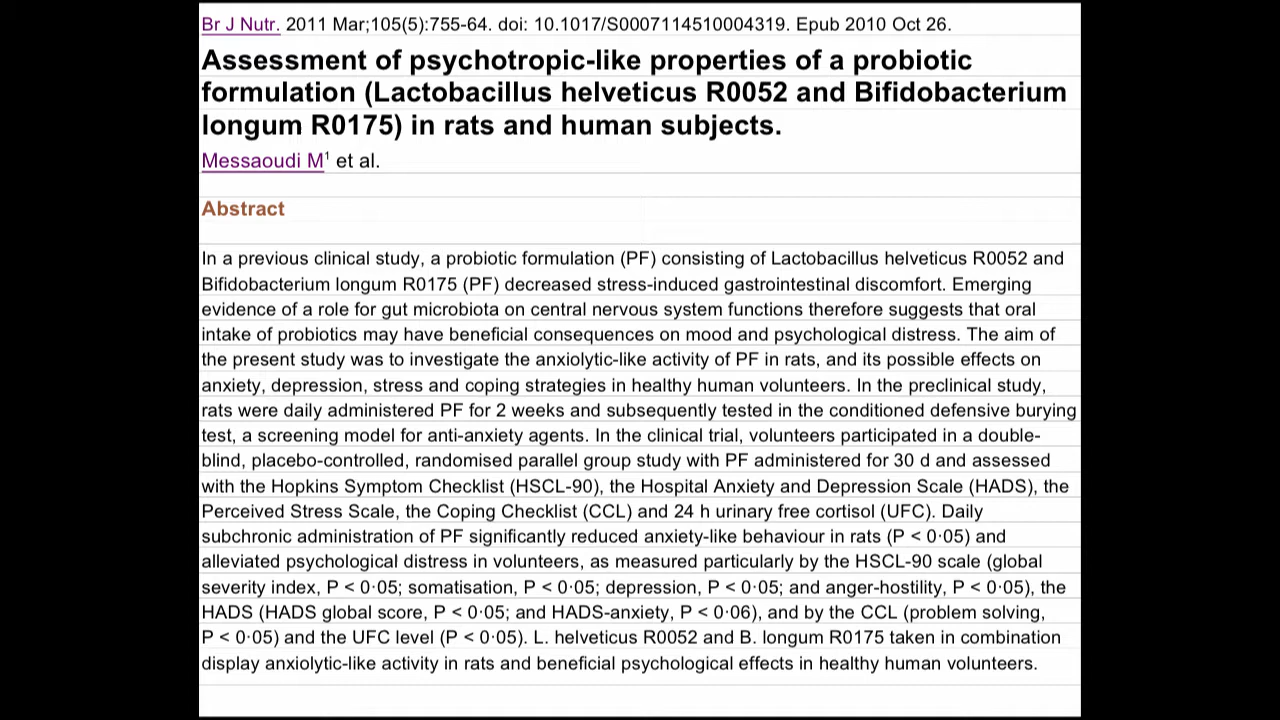 Br J Nutr. 2011 Mar;105(5):755-64. doi: 10.1017/S0007114510004319. Epub 2010 Oct 26.
Assessment of psychotropic-like properties of a probiotic
formulation (Lactobacillus helveticus R0052 and Bifidobacterium
longum R0175) in rats and human subjects.
Messaoudi M¹ et al.
Abstract
In a previous clinical study, a probiotic formulation (PF) consisting of Lactobacillus helveticus R0052 and
Bifidobacterium longum R0175 (PF) decreased stress-induced gastrointestinal discomfort. Emerging
evidence of a role for gut microbiota on central nervous system functions therefore suggests that oral
intake of probiotics may have beneficial consequences on mood and psychological distress. The aim of
the present study was to investigate the anxiolytic-like activity of PF in rats, and its possible effects on
anxiety, depression, stress and coping strategies in healthy human volunteers. In the preclinical study,
rats were daily administered PF for 2 weeks and subsequently tested in the conditioned defensive burying
test, a screening model for anti-anxiety agents. In the clinical trial, volunteers participated in a double-
blind, placebo-controlled, randomised parallel group study with PF administered for 30 d and assessed
with the Hopkins Symptom Checklist (HSCL-90), the Hospital Anxiety and Depression Scale (HADS), the
Perceived Stress Scale, the Coping Checklist (CCL) and 24 h urinary free cortisol (UFC). Daily
subchronic administration of PF significantly reduced anxiety-like behaviour in rats (P < 0·05) and
alleviated psychological distress in volunteers, as measured particularly by the HSCL-90 scale (global
severity index, P < 0·05; somatisation, P < 0·05; depression, P < 0·05; and anger-hostility, P < 0·05), the
HADS (HADS global score, P < 0·05; and HADS-anxiety, P < 0·06), and by the CCL (problem solving,
P < 0·05) and the UFC level (P < 0·05). L. helveticus R0052 and B. longum R0175 taken in combination
display anxiolytic-like activity in rats and beneficial psychological effects in healthy human volunteers.